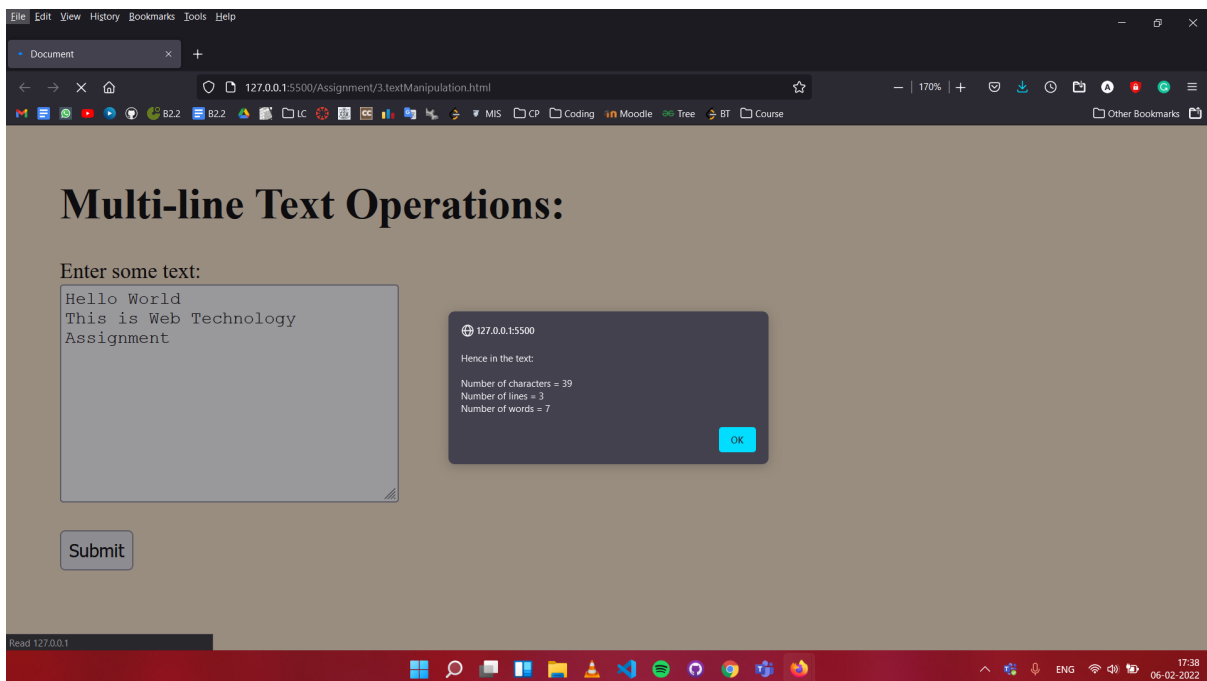 File Edit View History Bookmarks Tools Help
Document
127.0.0.1:5500/Assignment/3.textManipulation.html
170%
B2.2 B2.2 LC CC MIS CP Coding Moodle Tree BT Course Other Bookmarks
Multi-line Text Operations:
Enter some text:
Hello World
This is Web Technology
Assignment
127.0.0.1:5500
Hence in the text:
Number of characters = 39
Number of lines = 3
Number of words = 7
OK
Submit
Read 127.0.0.1
ENG
17:38
06-02-2022